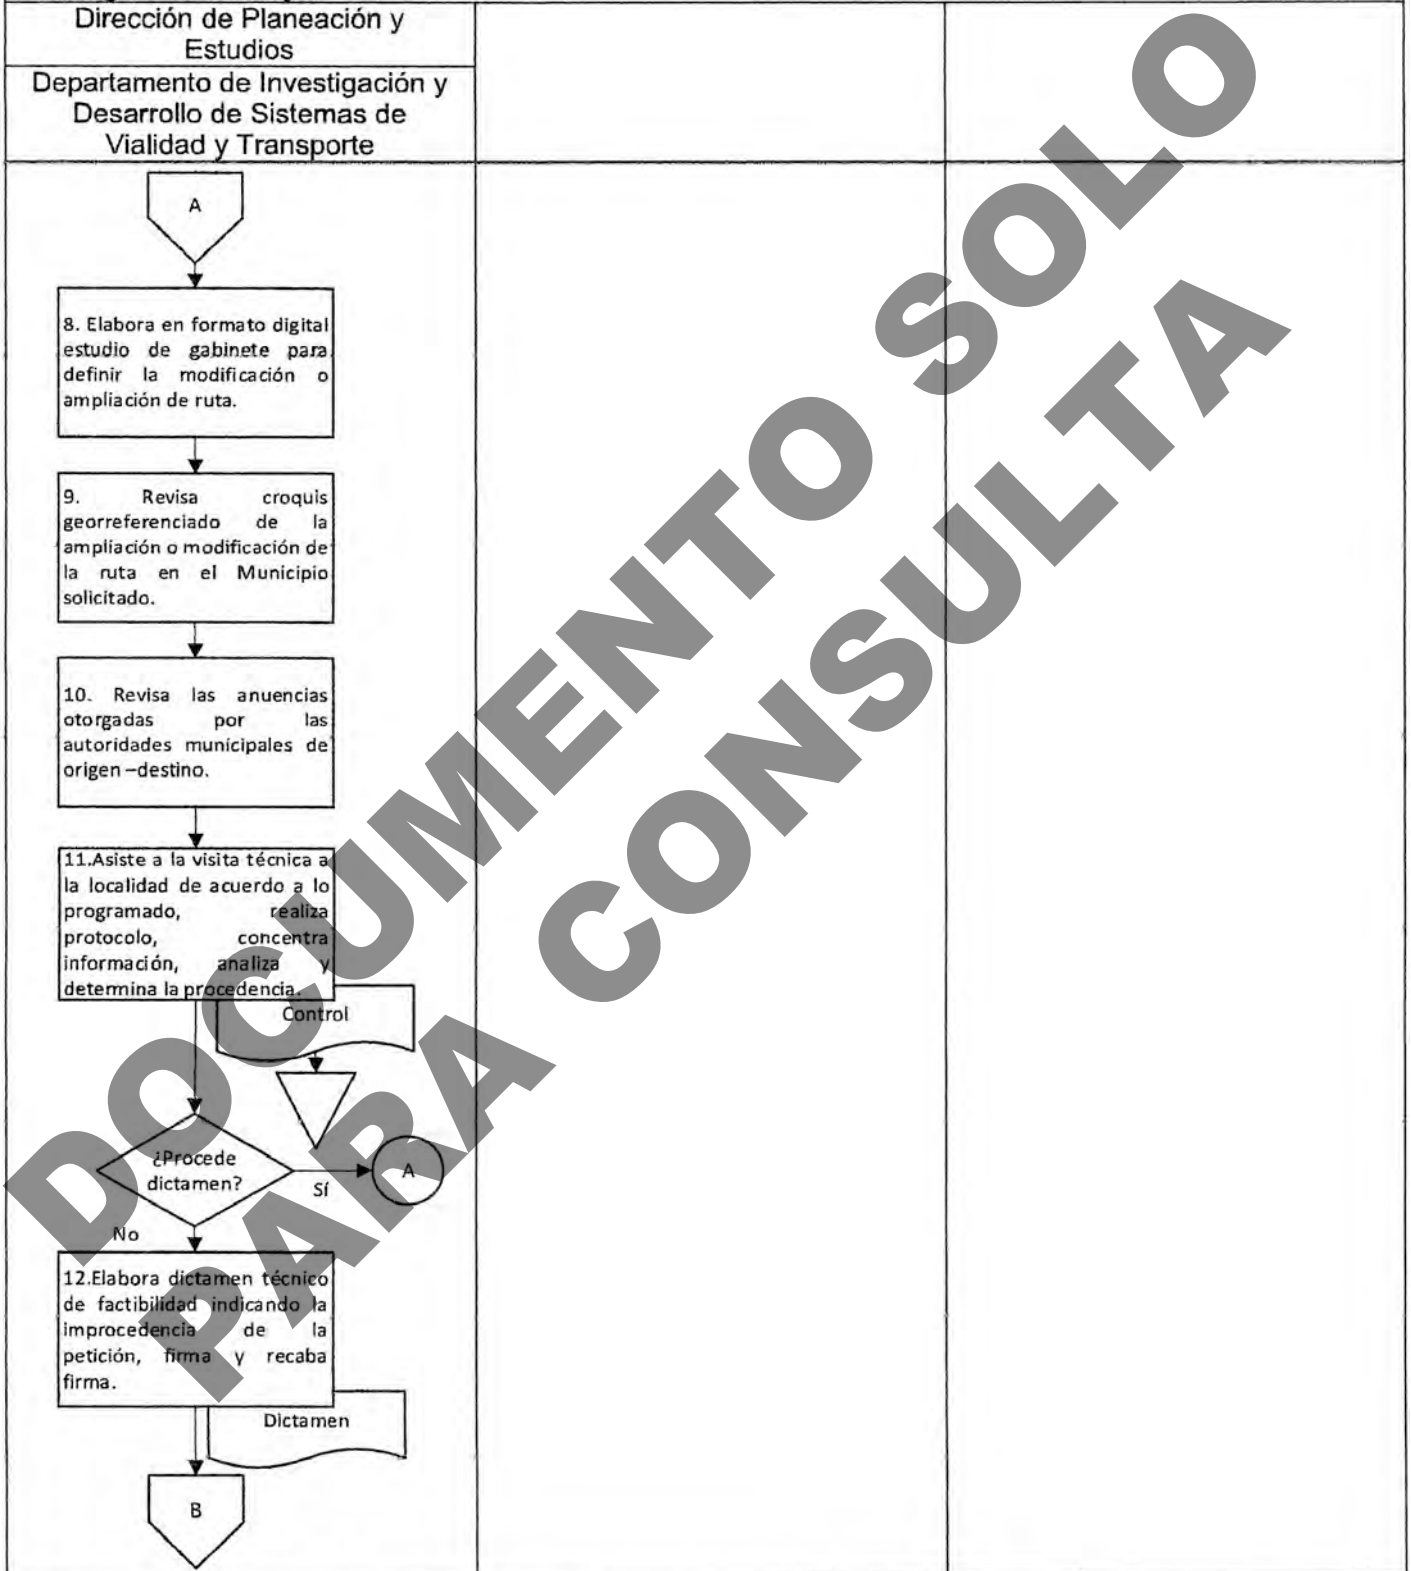 Dirección de Planeación y
Estudios
Departamento de Investigación y
Desarrollo de Sistemas de
Vialidad y Transporte
A
8. Elabora en formato digital
estudio de gabinete para
definir la modificación o
ampliación de ruta.
9. Revisa croquis
georreferenciado de la
ampliación o modificación de
la ruta en el Municipio
solicitado.
10. Revisa las anuencias
otorgadas por las
autoridades municipales de
origen –destino.
11.Asiste a la visita técnica a
la localidad de acuerdo a lo
programado, realiza
protocolo, concentra
información, analiza y
determina la procedencia.
Control
¿Procede
dictamen?
Sí
A
No
12.Elabora dictamen técnico
de factibilidad indicando la
improcedencia de la
petición, firma y recaba
firma.
Dictamen
B
DOCUMENTO SOLO
PARA CONSULTA